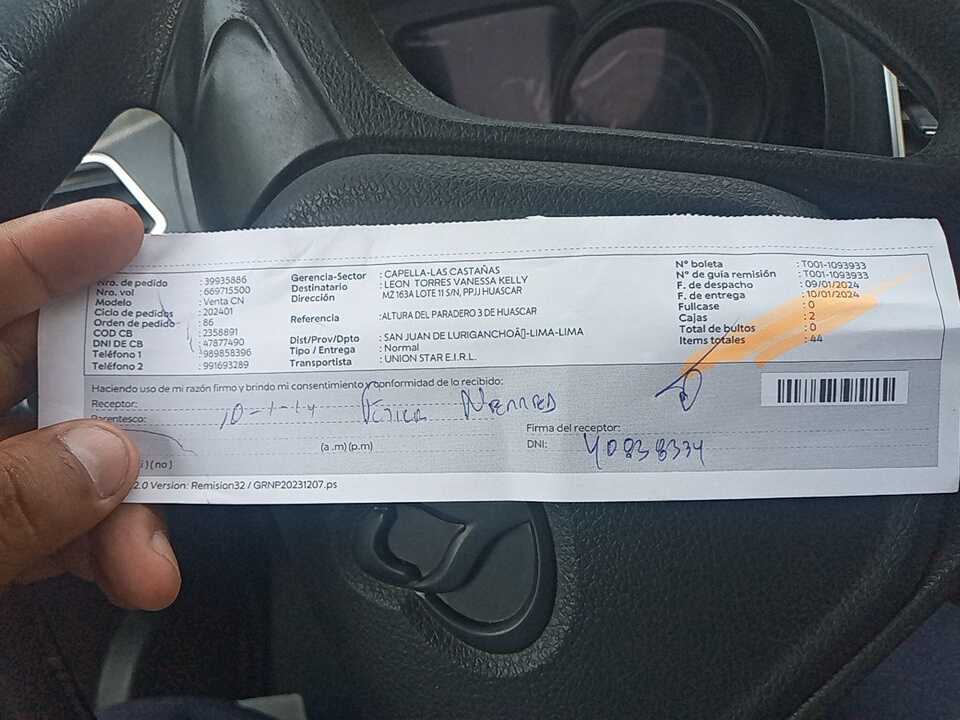 Nro. de pedido : 39935886
Nro. vol : 669715500
Modelo : Venta CN
Ciclo de pedidos : 202401
Orden de pedido : 86
COD CB : 2358891
DNI DE CB : 47877490
Teléfono 1 : 989858396
Teléfono 2 : 991693289
Gerencia-Sector : CAPELLA-LAS CASTAÑAS
Destinatario : LEON TORRES VANESSA KELLY
Dirección MZ 163A LOTE 11 S/N, PPJJ HUASCAR
Referencia : ALTURA DEL PARADERO 3 DE HUASCAR
Dist/Prov/Dpto : SAN JUAN DE LURIGANCHOÂ▯-LIMA-LIMA
Tipo / Entrega : Normal
Transportista : UNION STAR E.I.R.L.
N° boleta : T001-1093933
N° de guía remisión : T001-1093933
F. de despacho : 09/01/2024
F. de entrega : 10/01/2024
Fullcase : 0
Cajas : 2
Total de bultos : 0
Items totales : 44
Haciendo uso de mi razón firmo y brindo mi consentimiento y conformidad de lo recibido:
Receptor:
Parentesco:
(a .m) (p.m)
i ) ( no )
Firma del receptor:
DNI: 40838334
2.0 Version: Remision32 / GRNP20231207.ps